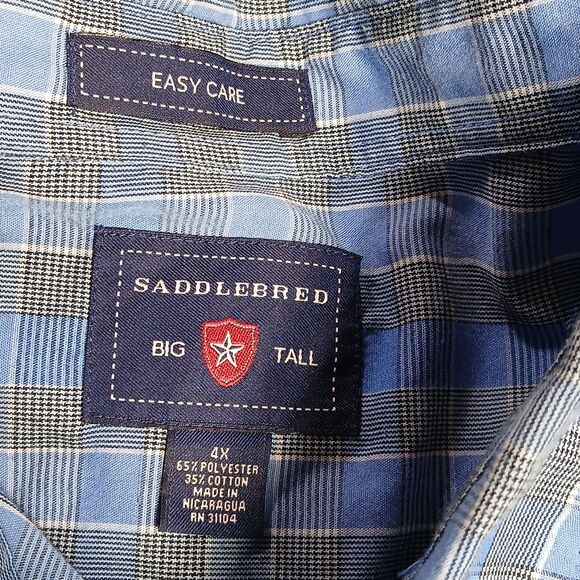 EASY CARE
SADDLEBRED
BIG TALL
4X
65% POLYESTER
35% COTTON
MADE IN
NICARAGUA
RN 31104